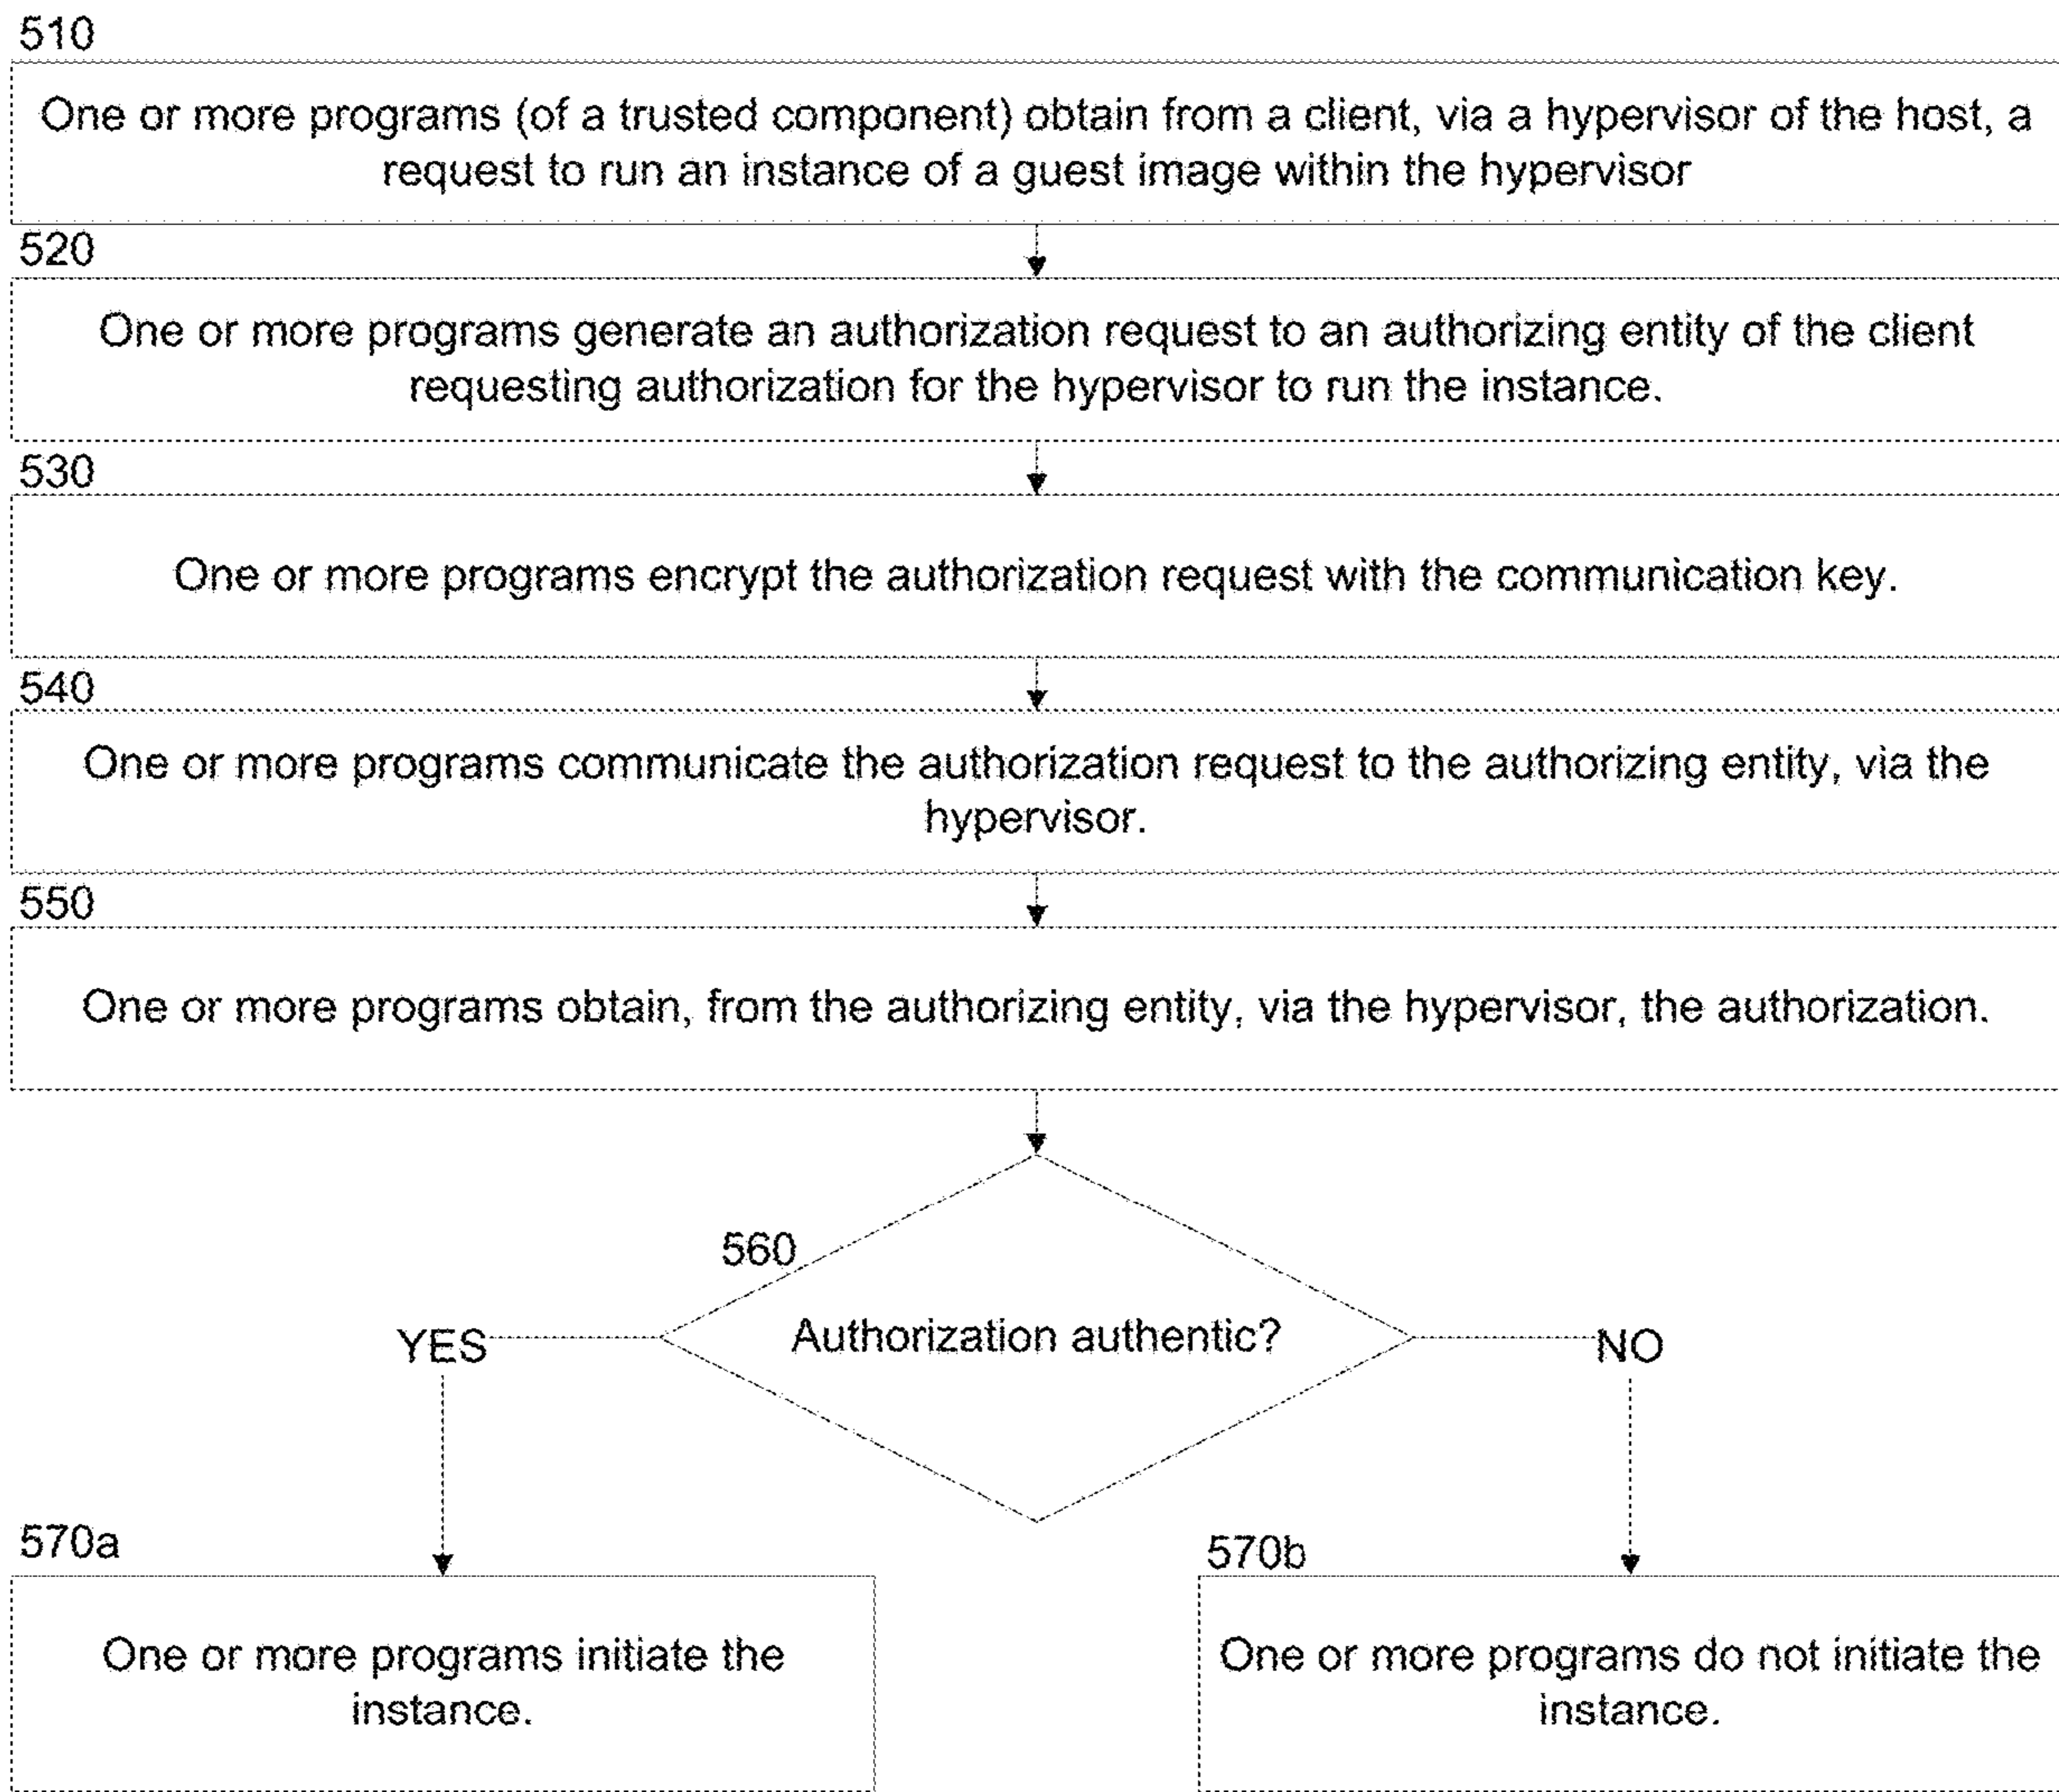 510
One or more programs (of a trusted component) obtain from a client, via a hypervisor of the host, a
request to run an instance of a guest image within the hypervisor
520
One or more programs generate an authorization request to an authorizing entity of the client
requesting authorization for the hypervisor to run the instance.
530
One or more programs encrypt the authorization request with the communication key.
540
One or more programs communicate the authorization request to the authorizing entity, via the
hypervisor.
550
One or more programs obtain, from the authorizing entity, via the hypervisor, the authorization.
560
Authorization authentic?
YES
NO
570a
One or more programs initiate the
instance.
570b
One or more programs do not initiate the
instance.